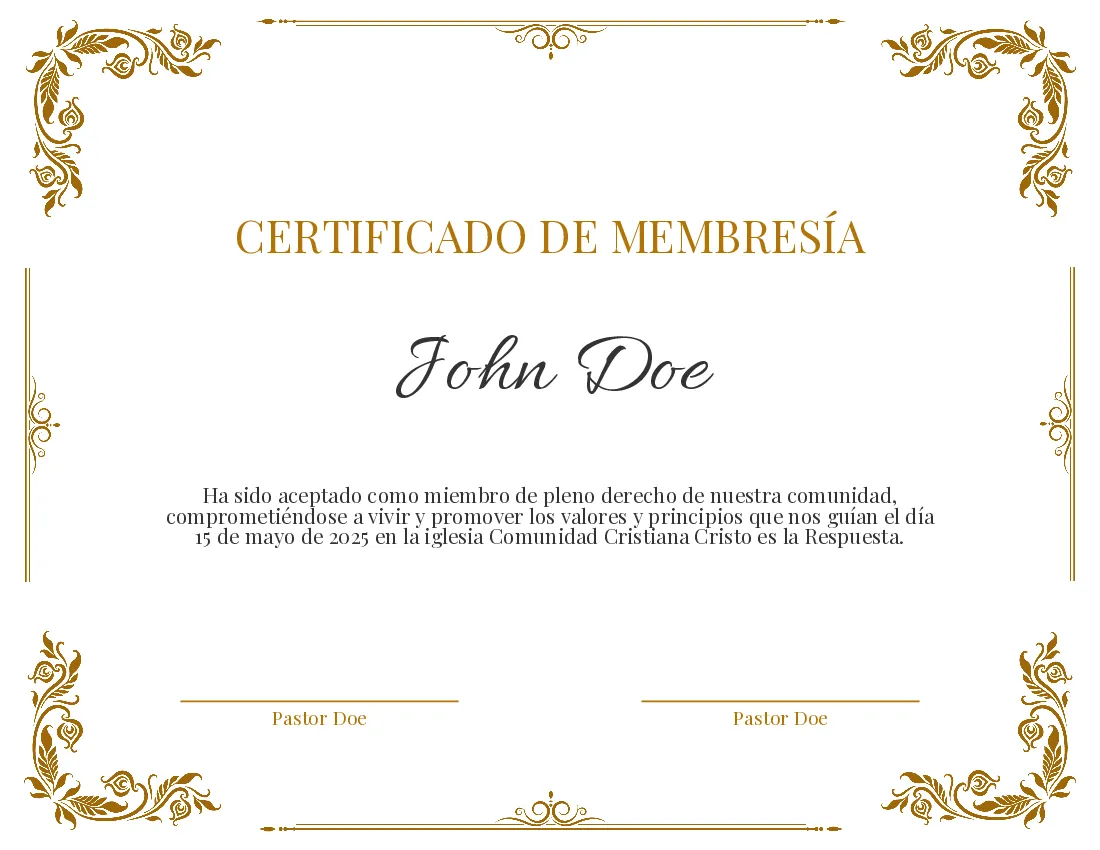 CERTIFICADO DE MEMBRESÍA
John Doe
Ha sido aceptado como miembro de pleno derecho de nuestra comunidad,
comprometiéndose a vivir y promover los valores y principios que nos guían el día
15 de mayo de 2025 en la iglesia Comunidad Cristiana Cristo es la Respuesta.
Pastor Doe
Pastor Doe